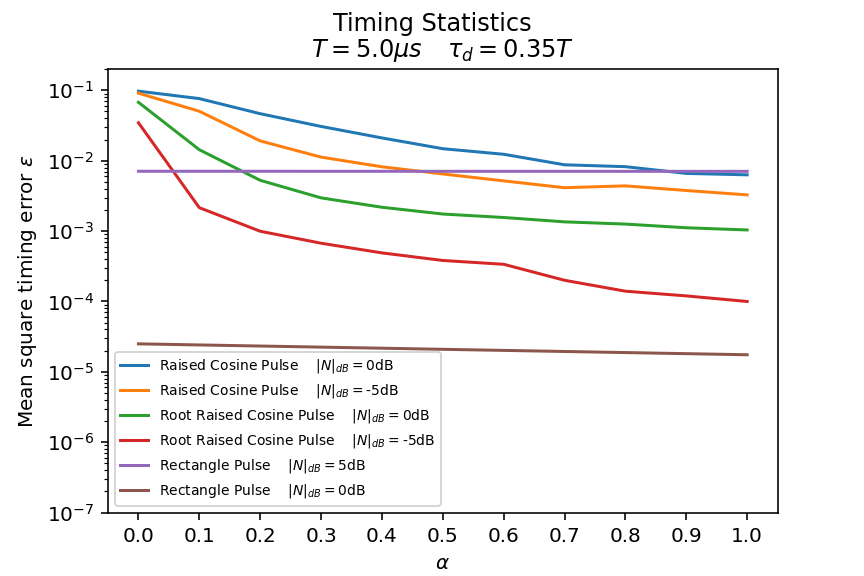 Timing Statistics
T = 5.0μs τ_d = 0.35T
Mean square timing error ε
10⁻¹
10⁻²
10⁻³
10⁻⁴
10⁻⁵
10⁻⁶
10⁻⁷
Raised Cosine Pulse |N|_dB = 0dB
Raised Cosine Pulse |N|_dB = -5dB
Root Raised Cosine Pulse |N|_dB = 0dB
Root Raised Cosine Pulse |N|_dB = -5dB
Rectangle Pulse |N|_dB = 5dB
Rectangle Pulse |N|_dB = 0dB
0.0 0.1 0.2 0.3 0.4 0.5 0.6 0.7 0.8 0.9 1.0
α